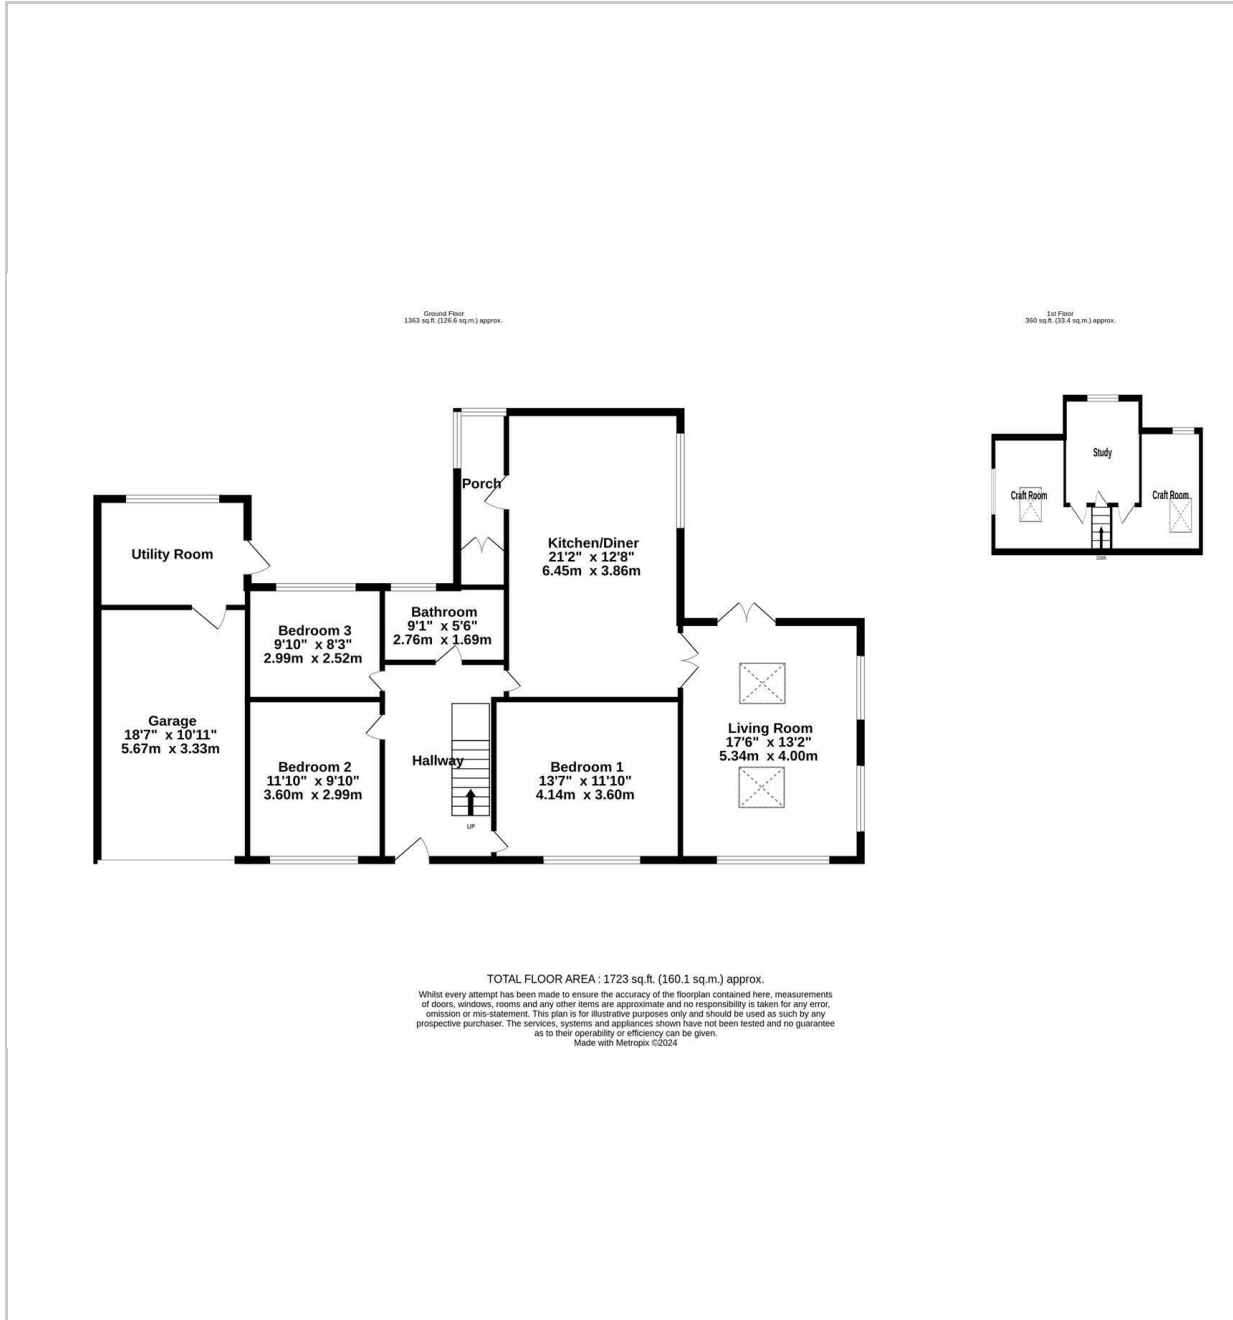 Ground Floor
1363 sq.ft. (126.6 sq.m.) approx.
1st Floor
360 sq.ft. (33.4 sq.m.) approx.
Porch
Utility Room
Kitchen/Diner
21'2" x 12'8"
6.45m x 3.86m
Bathroom
9'1" x 5'6"
2.76m x 1.69m
Bedroom 3
9'10" x 8'3"
2.99m x 2.52m
Garage
18'7" x 10'11"
5.67m x 3.33m
Living Room
17'6" x 13'2"
5.34m x 4.00m
Hallway
Bedroom 2
11'10" x 9'10"
3.60m x 2.99m
Bedroom 1
13'7" x 11'10"
4.14m x 3.60m
UP
Study
Craft Room
Craft Room
DOWN
TOTAL FLOOR AREA : 1723 sq.ft. (160.1 sq.m.) approx.
Whilst every attempt has been made to ensure the accuracy of the floorplan contained here, measurements
of doors, windows, rooms and any other items are approximate and no responsibility is taken for any error,
omission or mis-statement. This plan is for illustrative purposes only and should be used as such by any
prospective purchaser. The services, systems and appliances shown have not been tested and no guarantee
as to their operability or efficiency can be given.
Made with Metropix ©2024